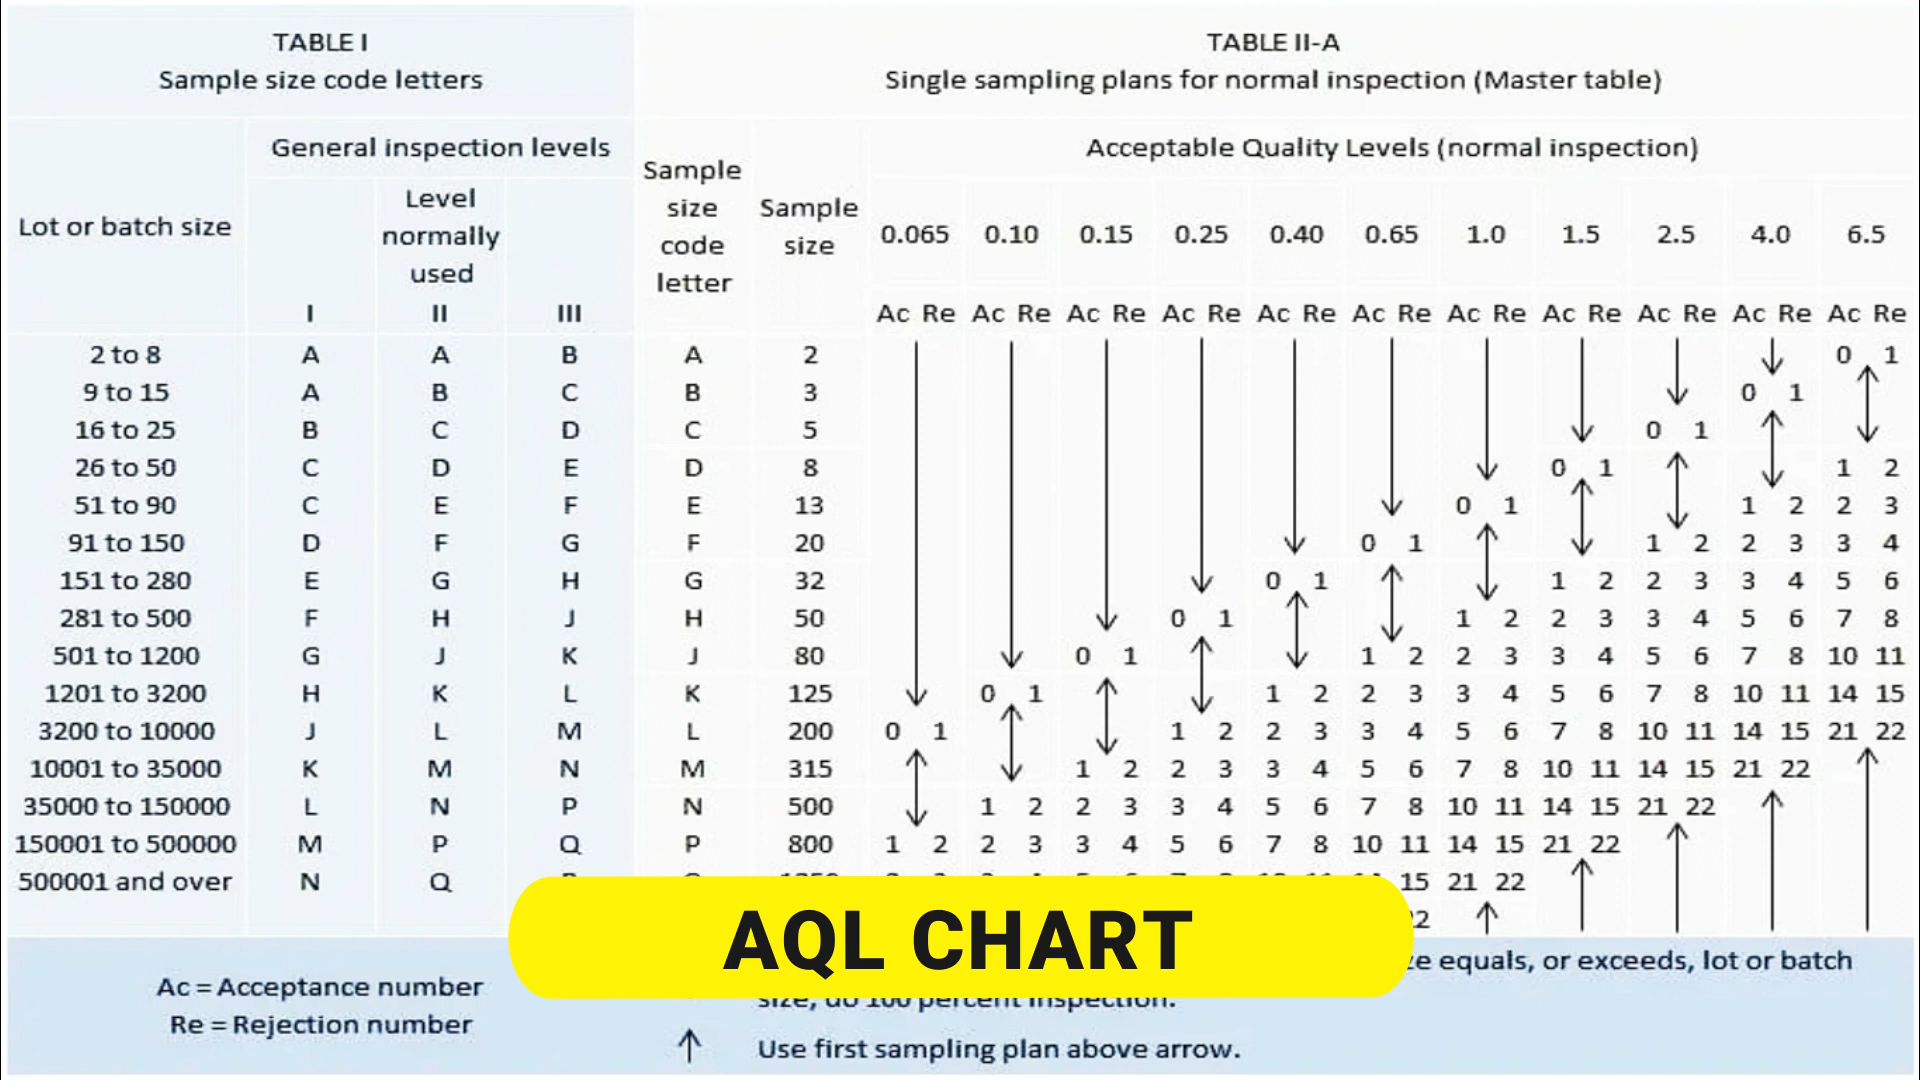 TABLE I
Sample size code letters
TABLE II-A
Single sampling plans for normal inspection (Master table)
General inspection levels
Acceptable Quality Levels (normal inspection)
Lot or batch size
Level normally used
Sample size code letter
Sample size
0.065 0.10 0.15 0.25 0.40 0.65 1.0 1.5 2.5 4.0 6.5
I II III
Ac Re Ac Re Ac Re Ac Re Ac Re Ac Re Ac Re Ac Re Ac Re Ac Re Ac Re
2 to 8 A A B A 2 ↓ ↓ ↓ ↓ ↓ ↓ ↓ ↓ ↓ ↓ 0 1
9 to 15 A B C B 3 0 1 ↕
16 to 25 B C D C 5 0 1 ↕
26 to 50 C D E D 8 0 1 ↕ 1 2
51 to 90 C E F E 13 0 1 ↕ 1 2 2 3
91 to 150 D F G F 20 0 1 ↕ 1 2 2 3 3 4
151 to 280 E G H G 32 0 1 ↕ 1 2 2 3 3 4 5 6
281 to 500 F H J H 50 0 1 ↕ 1 2 2 3 3 4 5 6 7 8
501 to 1200 G J K J 80 0 1 ↕ 1 2 2 3 3 4 5 6 7 8 10 11
1201 to 3200 H K L K 125 0 1 ↕ 1 2 2 3 3 4 5 6 7 8 10 11 14 15
3200 to 10000 J L M L 200 0 1 ↕ 1 2 2 3 3 4 5 6 7 8 10 11 14 15 21 22
10001 to 35000 K M N M 315 ↕ 1 2 2 3 3 4 5 6 7 8 10 11 14 15 21 22 ↑
35000 to 150000 L N P N 500 1 2 2 3 3 4 5 6 7 8 10 11 14 15 21 22 ↑
150001 to 500000 M P Q P 800 1 2 2 3 3 4 5 6 7 8 10 11 14 15 21 22 ↑
500001 and over N Q 15 21 22 ↑
↑
AQL CHART
Ac = Acceptance number
Re = Rejection number
equals, or exceeds, lot or batch
size, do 100 percent inspection.
↑ Use first sampling plan above arrow.